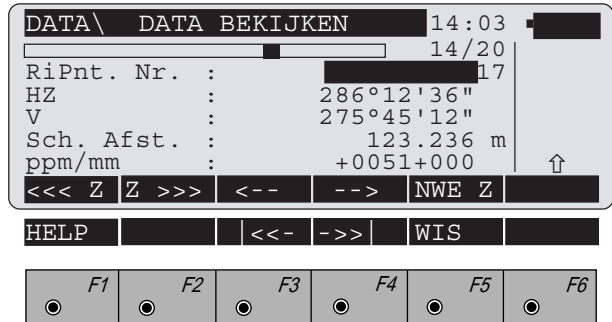 DATA\ DATA BEKIJKEN 14:03
14/20
RiPnt. Nr. : 17
HZ : 286°12'36"
V : 275°45'12"
Sch. Afst. : 123.236 m
ppm/mm : +0051+000 ⇧
<<< Z Z >>> <-- --> NWE Z
HELP |<<- ->>| WIS
F1 F2 F3 F4 F5 F6